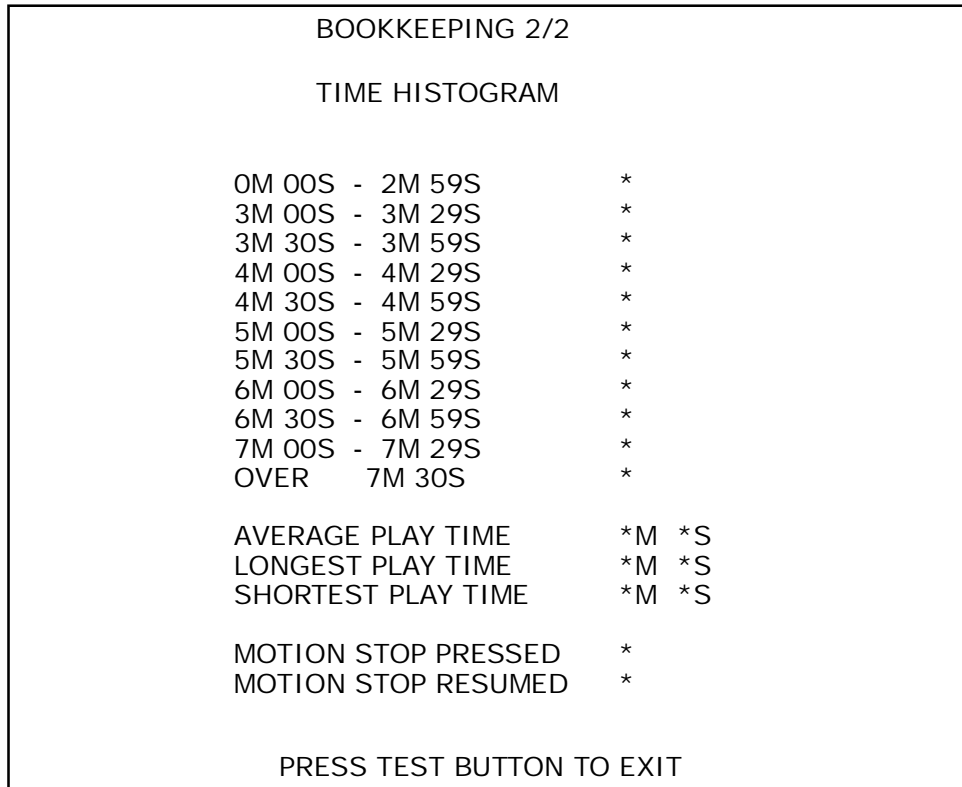 BOOKKEEPING 2/2
TIME HISTOGRAM
0M 00S - 2M 59S *
3M 00S - 3M 29S *
3M 30S - 3M 59S *
4M 00S - 4M 29S *
4M 30S - 4M 59S *
5M 00S - 5M 29S *
5M 30S - 5M 59S *
6M 00S - 6M 29S *
6M 30S - 6M 59S *
7M 00S - 7M 29S *
OVER 7M 30S *
AVERAGE PLAY TIME *M *S
LONGEST PLAY TIME *M *S
SHORTEST PLAY TIME *M *S
MOTION STOP PRESSED *
MOTION STOP RESUMED *
PRESS TEST BUTTON TO EXIT